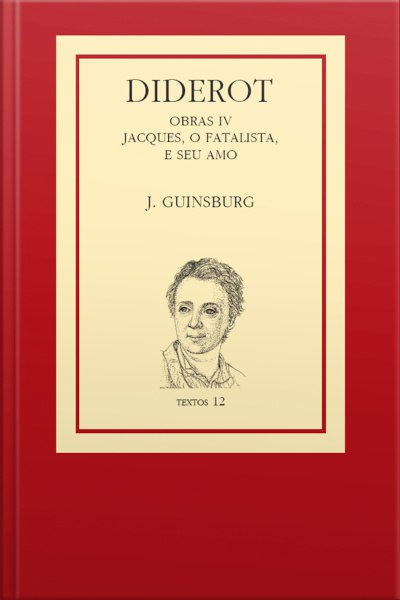 DIDEROT
OBRAS IV
JACQUES, O FATALISTA,
E SEU AMO
J. GUINSBURG
TEXTOS 12